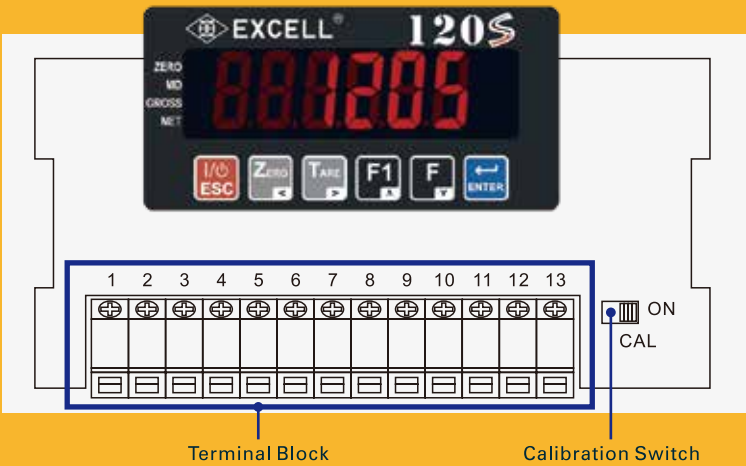 EXCELL® 120S
ZERO
MD
GROSS
NET
1205
I/⏻ ESC
ZERO <
TARE >
F1 ∧
F ∨
ENTER
1 2 3 4 5 6 7 8 9 10 11 12 13
ON
CAL
Terminal Block
Calibration Switch